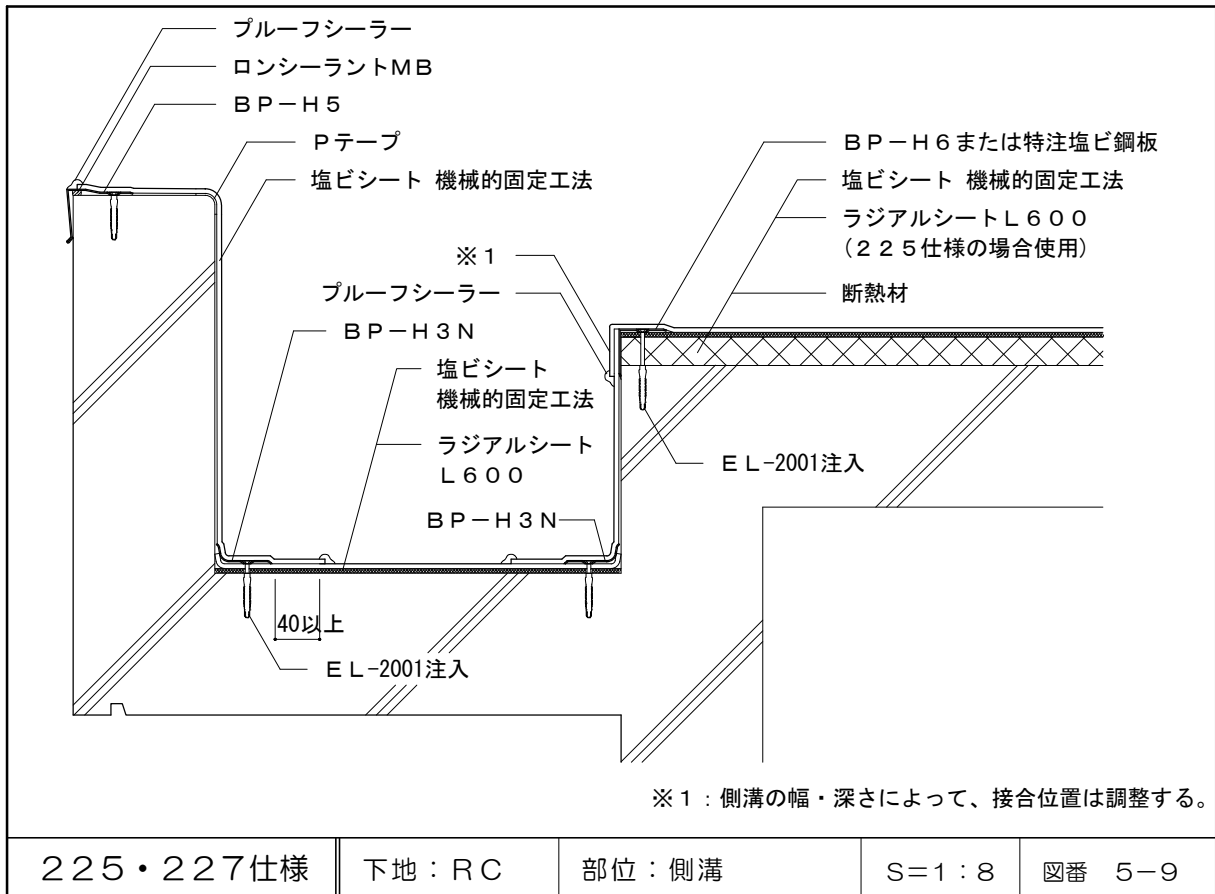 プルーフシーラー
ロンシーラントMB
BP-H5
Pテープ
塩ビシート 機械的固定工法
BP-H6または特注塩ビ鋼板
塩ビシート 機械的固定工法
ラジアルシートL600
(225仕様の場合使用)
断熱材
※1
プルーフシーラー
BP-H3N
塩ビシート
機械的固定工法
ラジアルシート
L600
BP-H3N
EL-2001注入
40以上
EL-2001注入
※1:側溝の幅・深さによって、接合位置は調整する。
225・227仕様
下地:RC
部位:側溝
S=1:8
図番 5-9